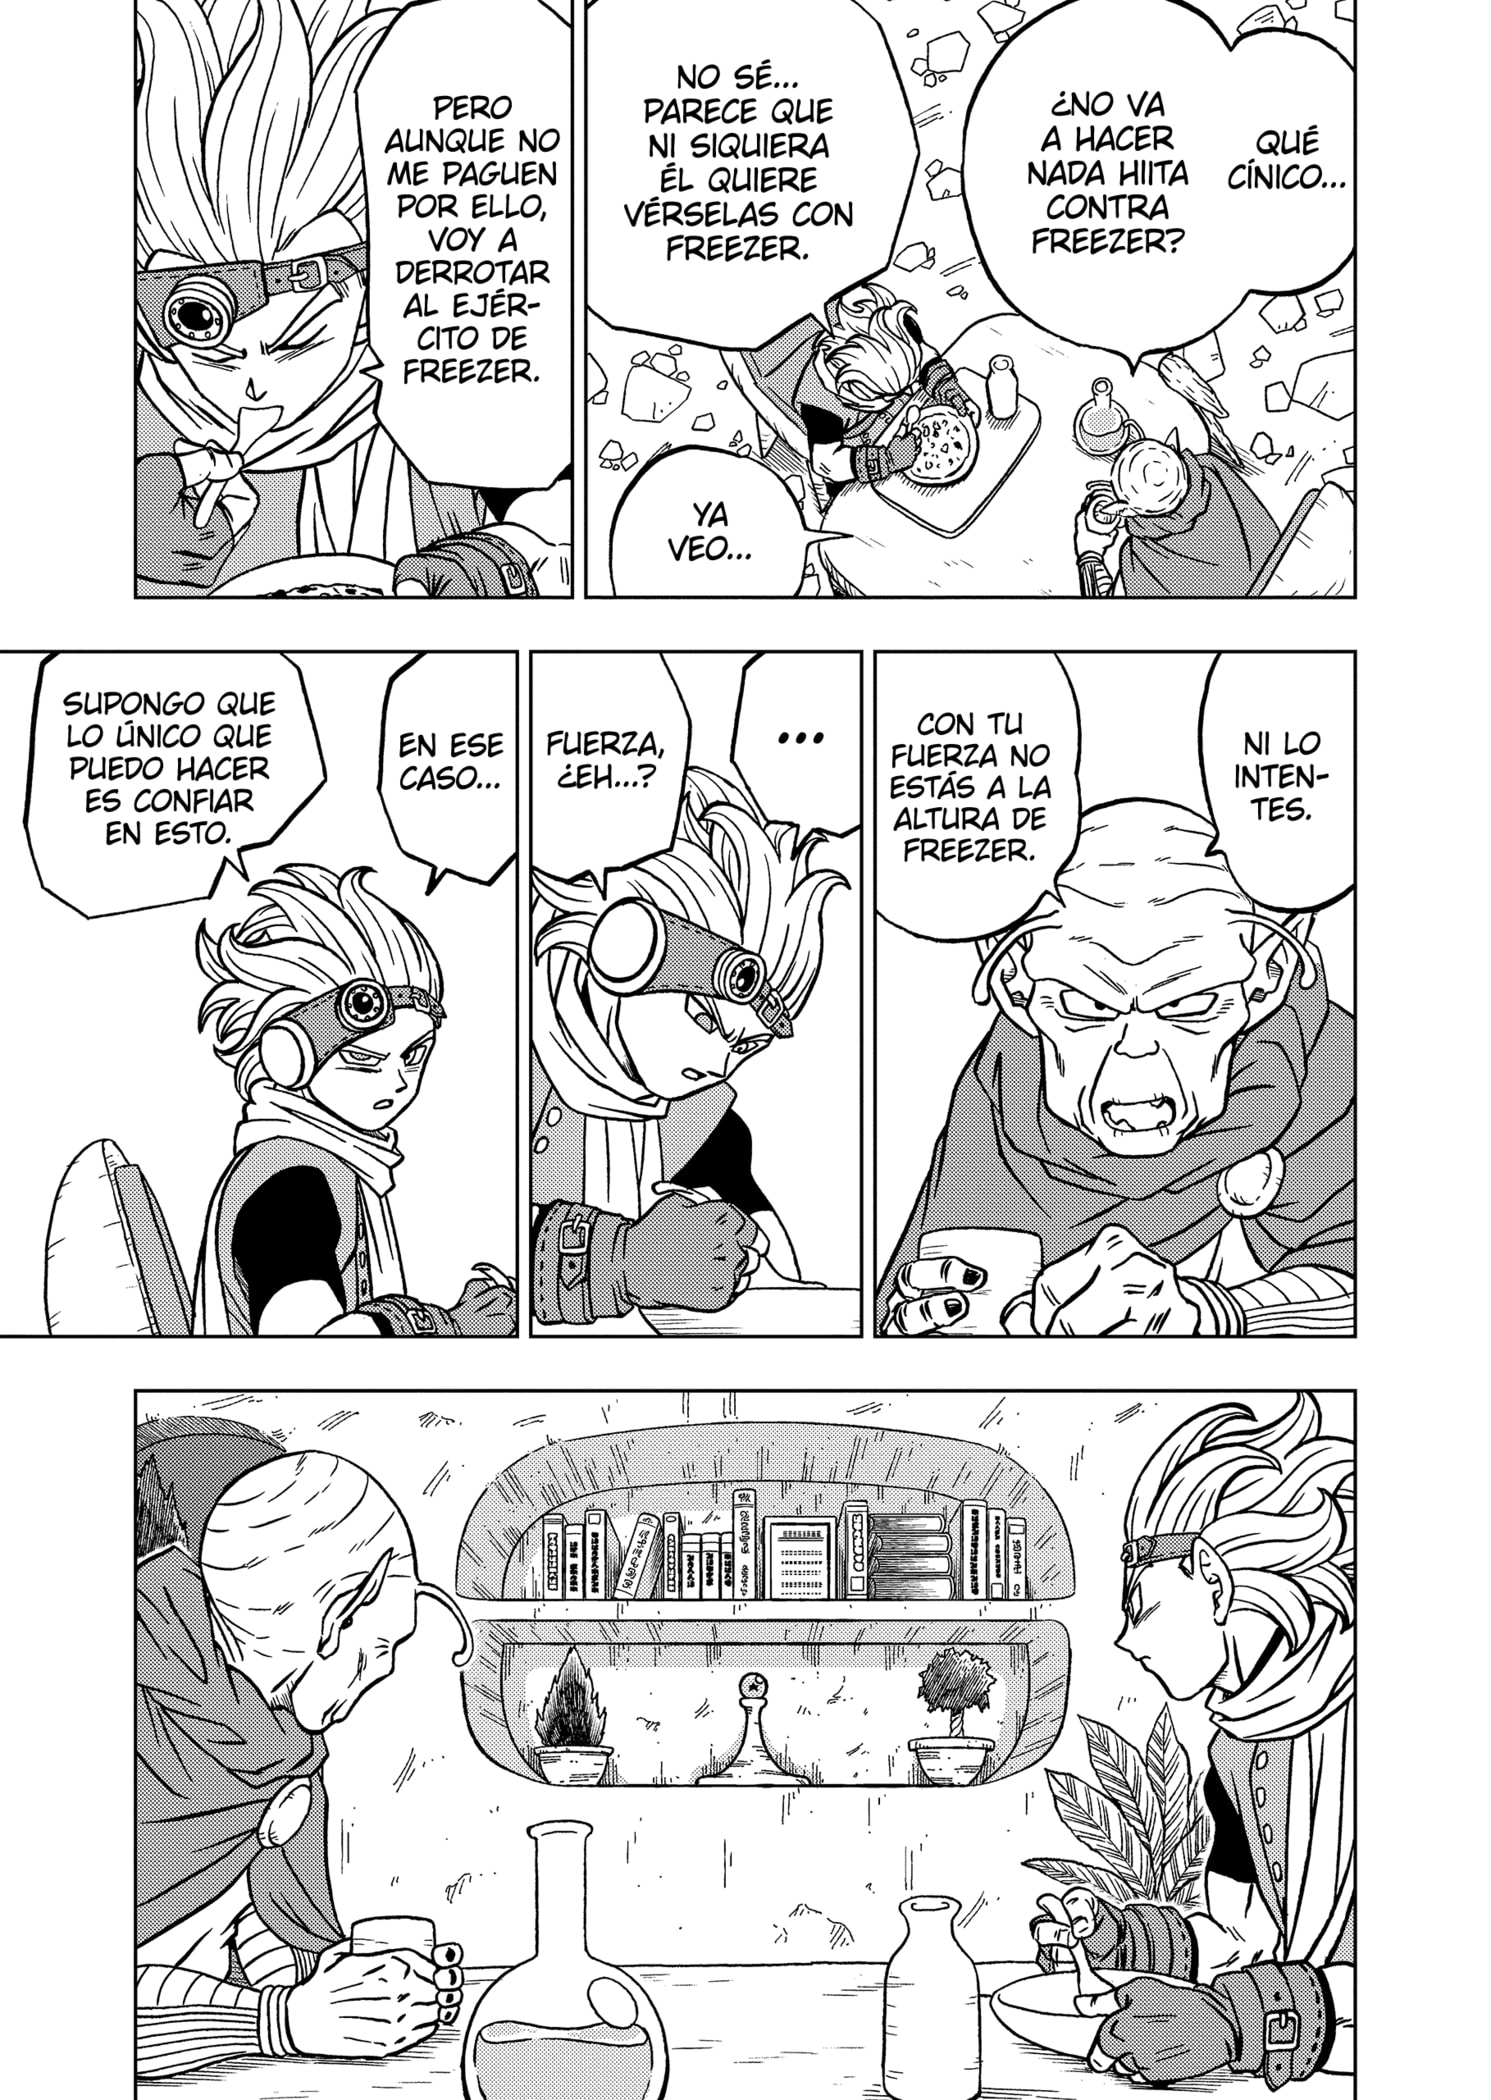 QUÉ
CÍNICO...
¿NO VA
A HACER
NADA HIITA
CONTRA
FREEZER?
NO SÉ...
PARECE QUE
NI SIQUIERA
ÉL QUIERE
VÉRSELAS CON
FREEZER.
YA
VEO...
PERO
AUNQUE NO
ME PAGUEN
POR ELLO,
VOY A
DERROTAR
AL EJÉR-
CITO DE
FREEZER.
NI LO
INTEN-
TES.
CON TU
FUERZA NO
ESTÁS A LA
ALTURA DE
FREEZER.
...
FUERZA,
¿EH...?
EN ESE
CASO...
SUPONGO QUE
LO ÚNICO QUE
PUEDO HACER
ES CONFIAR
EN ESTO.